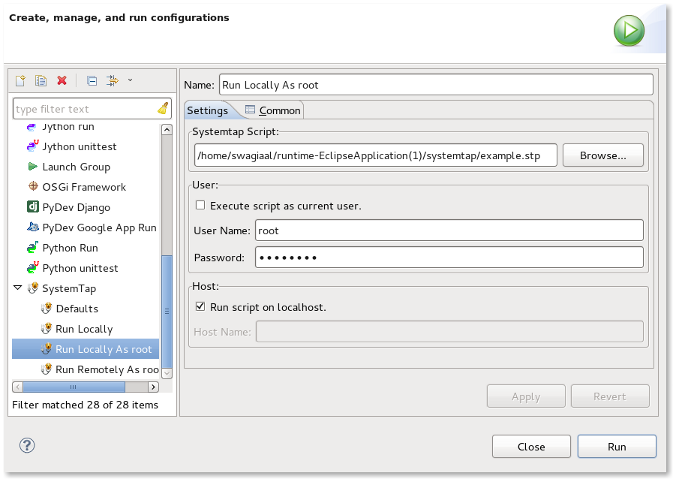 Create, manage, and run configurations
type filter text
Jython run
Jython unittest
Launch Group
OSGi Framework
PyDev Django
PyDev Google App Run
Python Run
Python unittest
SystemTap
Defaults
Run Locally
Run Locally As root
Run Remotely As roo
Filter matched 28 of 28 items
Name: Run Locally As root
Settings Common
Systemtap Script:
/home/swagiaal/runtime-EclipseApplication(1)/systemtap/example.stp Browse...
User:
Execute script as current user.
User Name: root
Password: ••••••••
Host:
Run script on localhost.
Host Name:
Apply Revert
Close Run